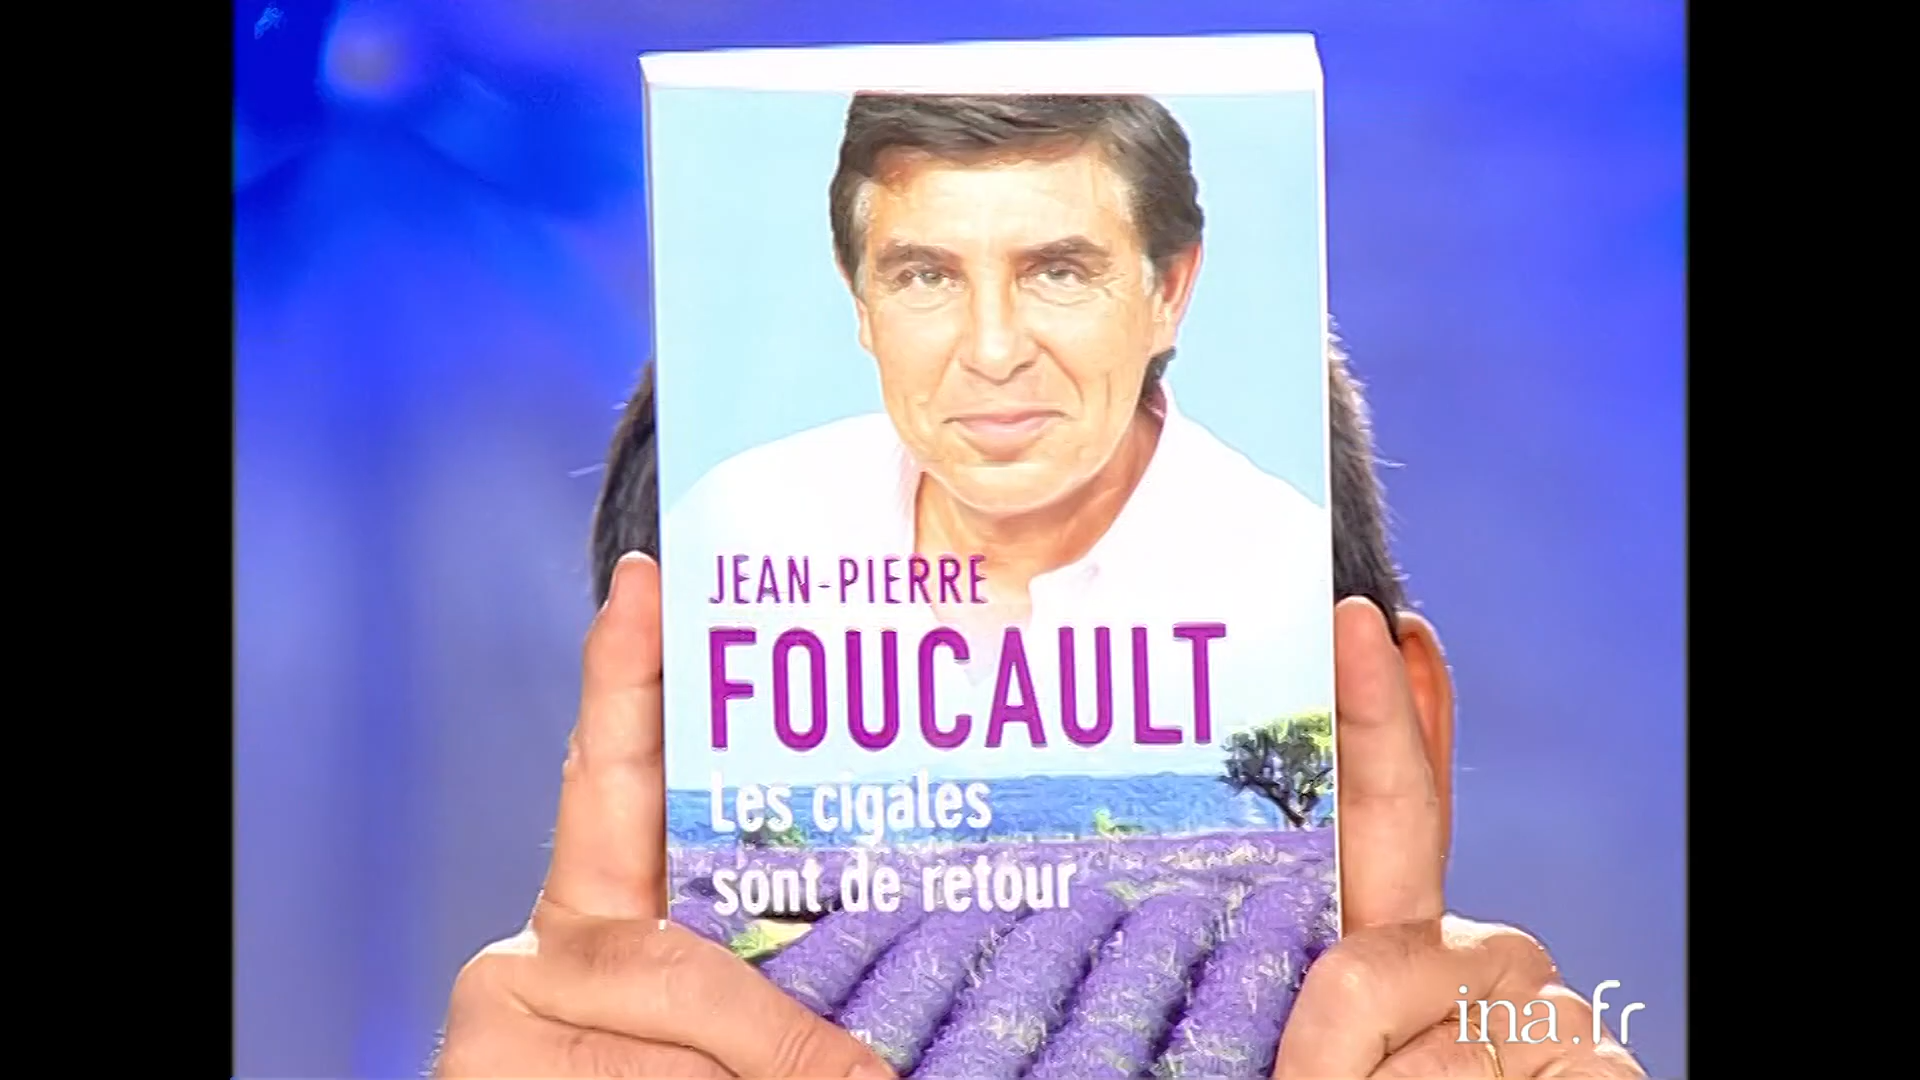 JEAN-PIERRE
FOUCAULT
Les cigales
sont de retour
ina.fr